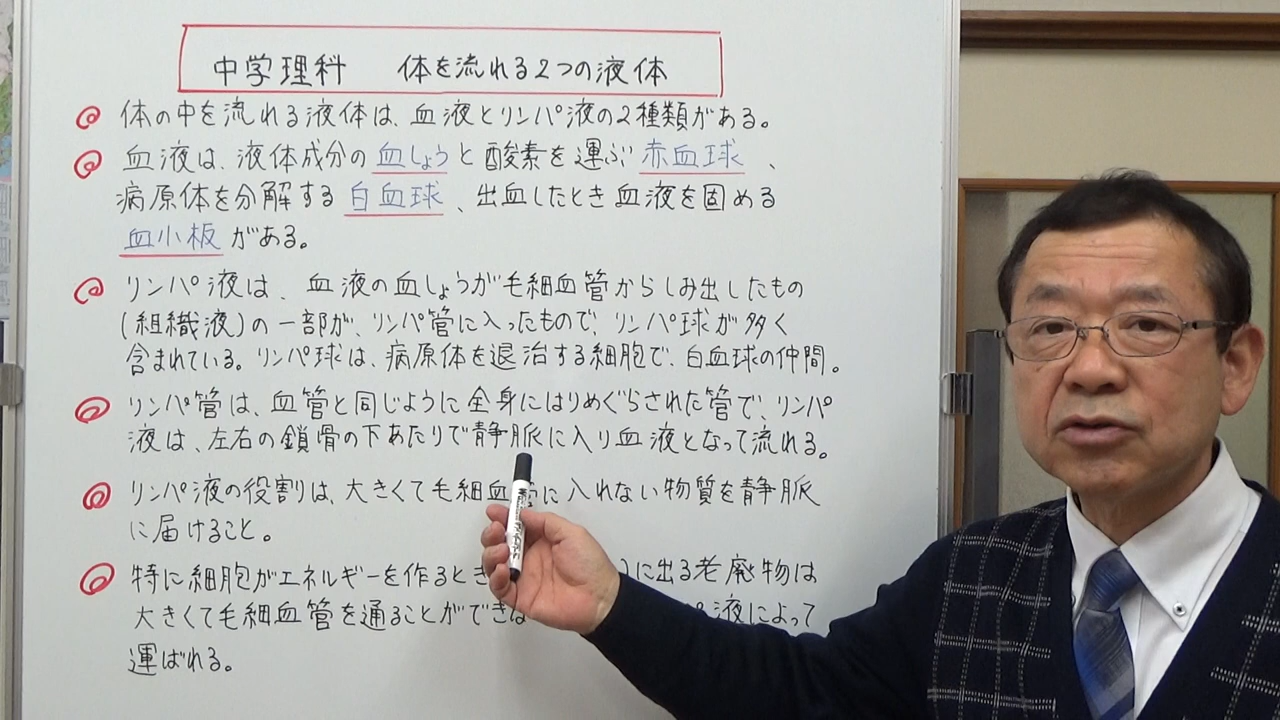 中学理科 体を流れる2つの液体
体の中を流れる液体は、血液とリンパ液の2種類がある。
血液は、液体成分の血しょうと酸素を運ぶ赤血球、
病原体を分解する白血球、出血したとき血液を固める
血小板がある。
リンパ液は、血液の血しょうが毛細血管からしみ出したもの
(組織液)の一部が、リンパ管に入ったもので、リンパ球が多く
含まれている。リンパ球は、病原体を退治する細胞で、白血球の仲間。
リンパ管は、血管と同じように全身にはりめぐらされた管で、リンパ
液は、左右の鎖骨の下あたりで静脈に入り血液となって流れる。
リンパ液の役割は、大きくて毛細血管に入れない物質を静脈
に届けること。
特に細胞がエネルギーを作るとき )に出る老廃物は
大きくて毛細血管を通ることができな 液によって
運ばれる。